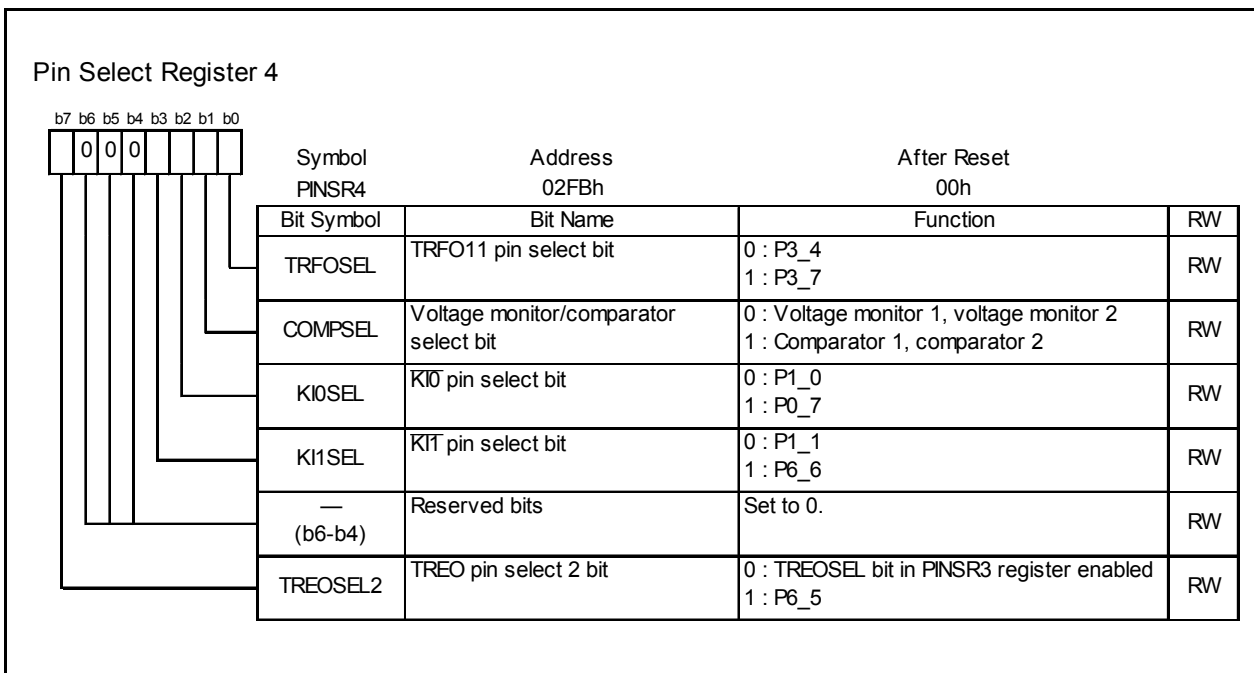 Pin Select Register 4
b7 b6 b5 b4 b3 b2 b1 b0
0 0 0
Symbol Address After Reset
PINSR4 02FBh 00h
Bit Symbol Bit Name Function RW
TRFOSEL TRFO11 pin select bit 0 : P3_4
1 : P3_7 RW
COMPSEL Voltage monitor/comparator
select bit 0 : Voltage monitor 1, voltage monitor 2
1 : Comparator 1, comparator 2 RW
KI0SEL K̅I̅0̅ pin select bit 0 : P1_0
1 : P0_7 RW
KI1SEL K̅I̅1̅ pin select bit 0 : P1_1
1 : P6_6 RW
—
(b6-b4) Reserved bits Set to 0. RW
TREOSEL2 TREO pin select 2 bit 0 : TREOSEL bit in PINSR3 register enabled
1 : P6_5 RW